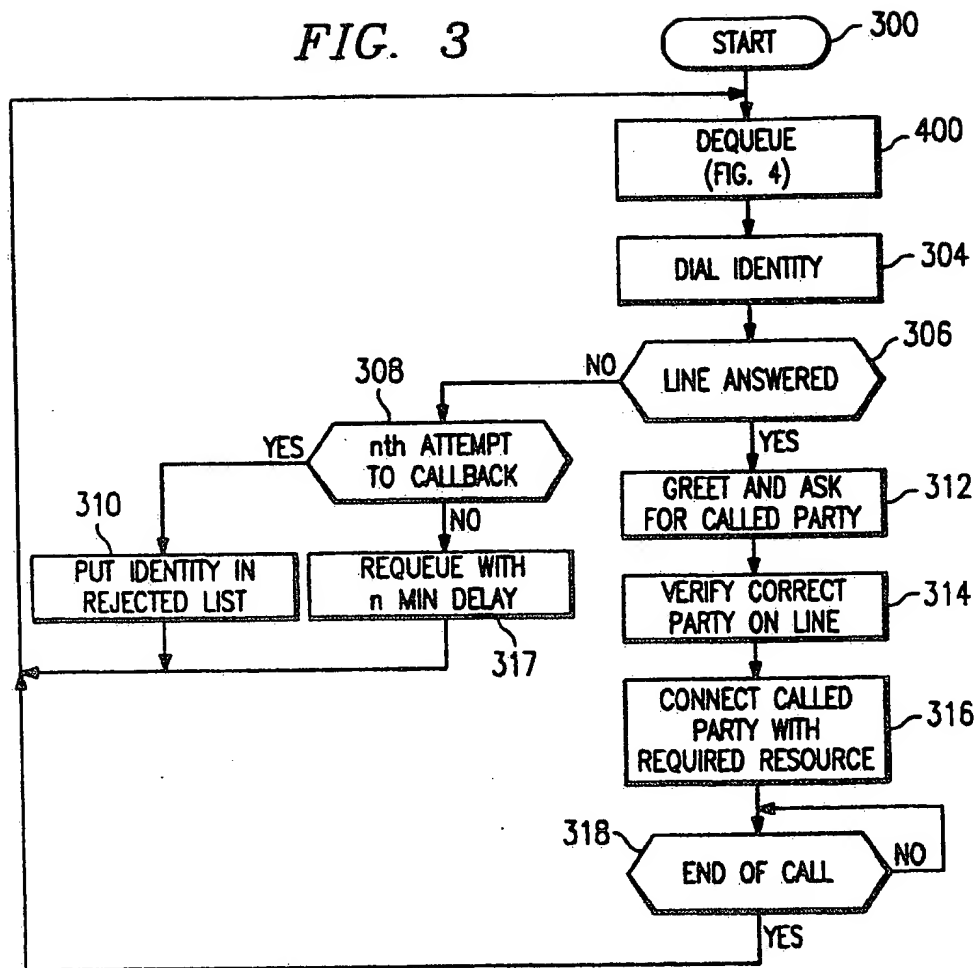 FIG. 3
START
300
DEQUEUE
(FIG. 4)
400
DIAL IDENTITY
304
LINE ANSWERED
306
NO
YES
308
nth ATTEMPT
TO CALLBACK
YES
NO
310
PUT IDENTITY IN
REJECTED LIST
REQUEUE WITH
n MIN DELAY
317
GREET AND ASK
FOR CALLED PARTY
312
VERIFY CORRECT
PARTY ON LINE
314
CONNECT CALLED
PARTY WITH
REQUIRED RESOURCE
316
318
END OF CALL
NO
YES